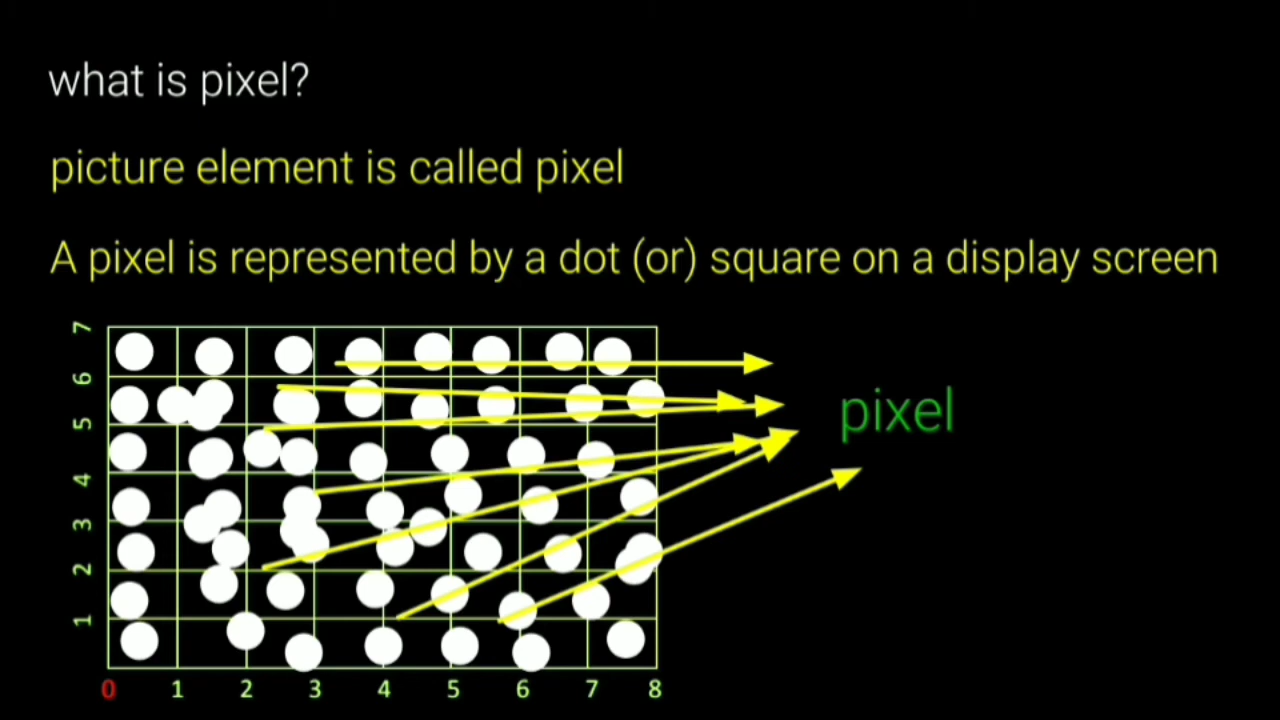 what is pixel?
picture element is called pixel
A pixel is represented by a dot (or) square on a display screen
7
6
5
4
3
2
1
pixel
0 1 2 3 4 5 6 7 8